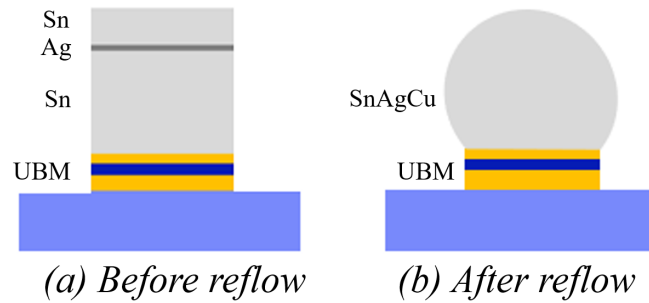 Sn
Ag
Sn
UBM
SnAgCu
UBM
(a) Before reflow
(b) After reflow